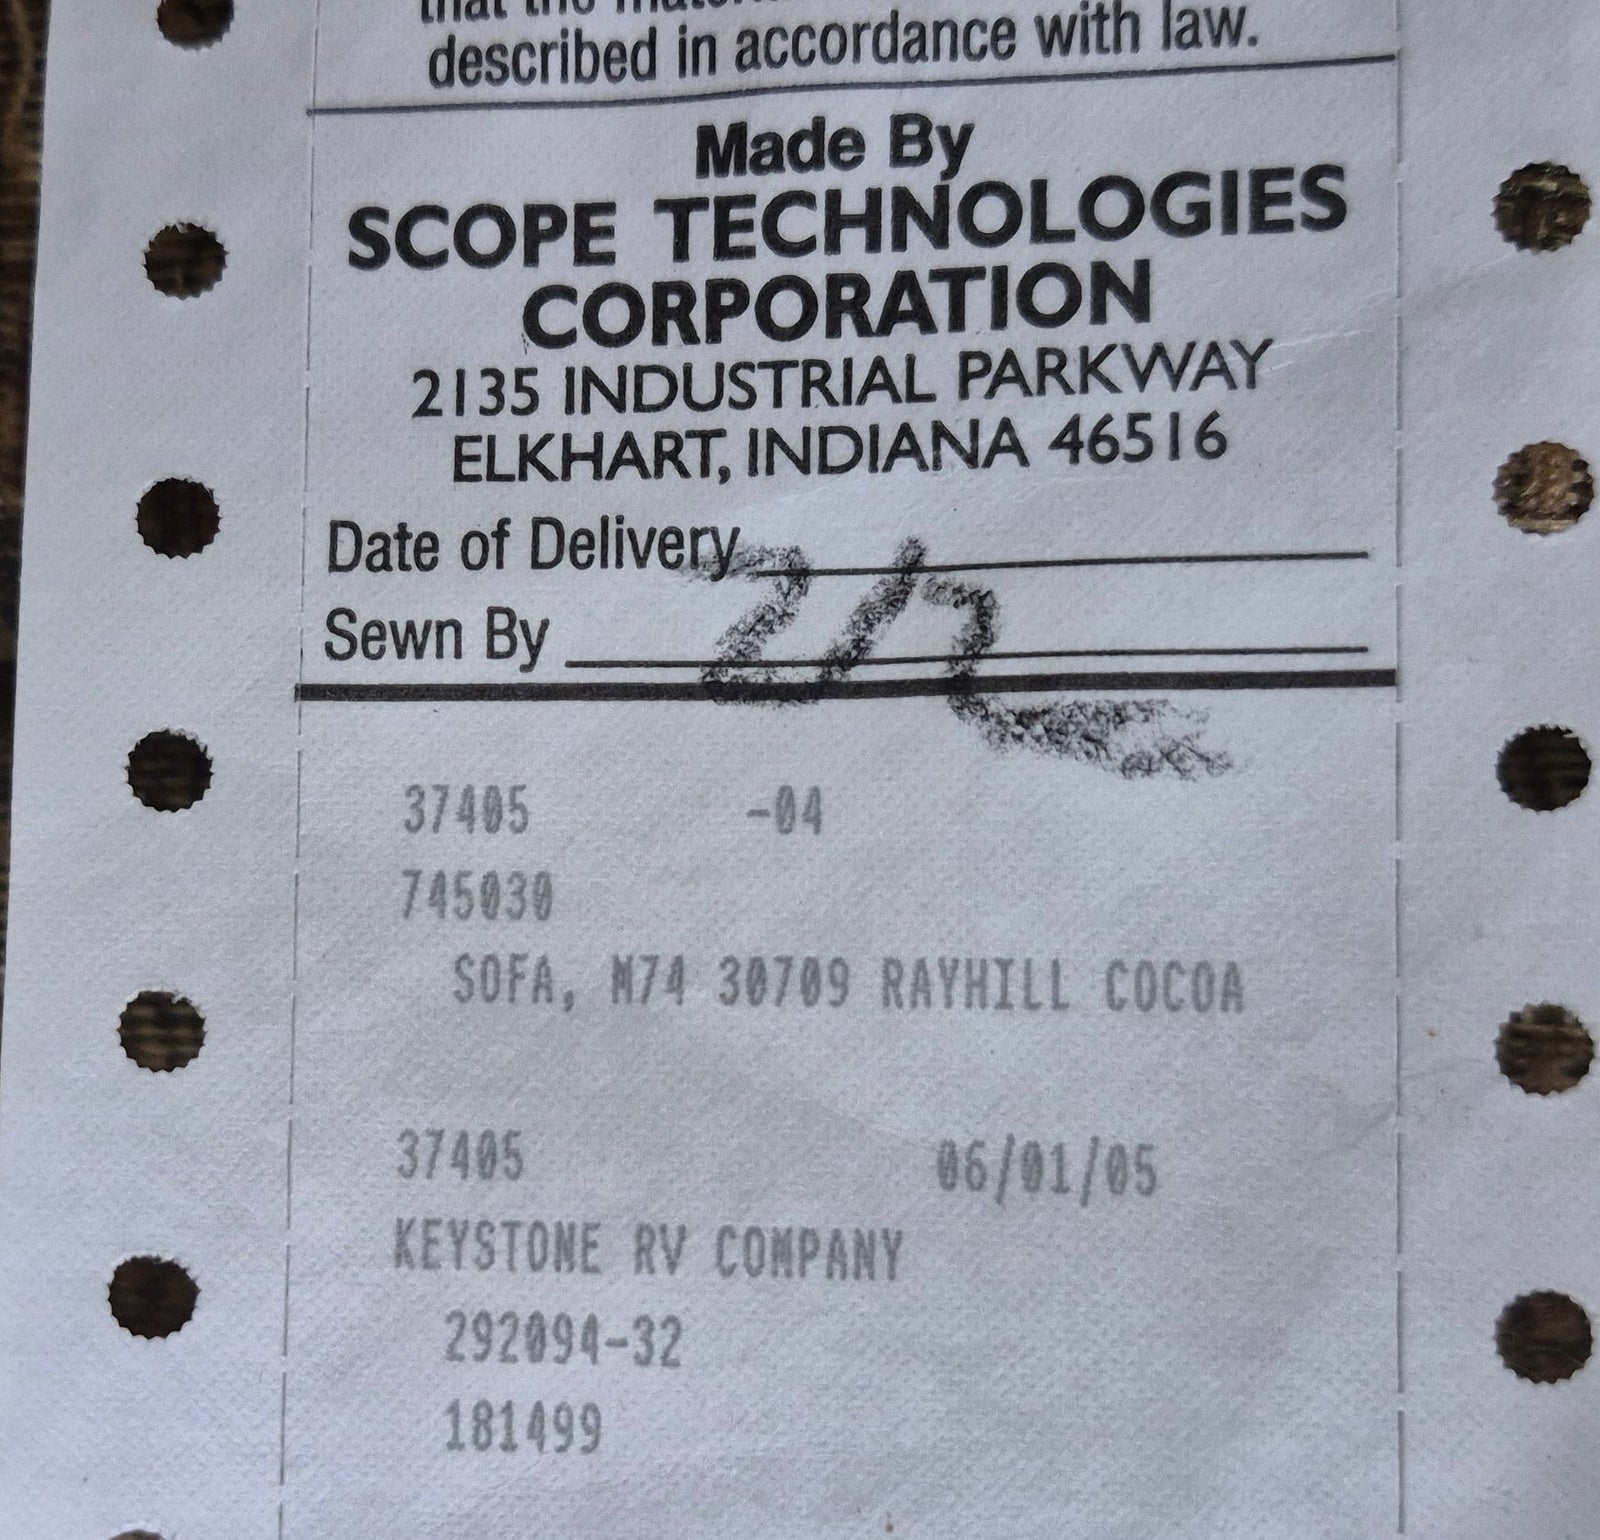 that the
described in accordance with law.
Made By
SCOPE TECHNOLOGIES
CORPORATION
2135 INDUSTRIAL PARKWAY
ELKHART, INDIANA 46516
Date of Delivery
Sewn By
37405 -04
745030
SOFA, M74 30709 RAYHILL COCOA
37405 06/01/05
KEYSTONE RV COMPANY
292094-32
181499